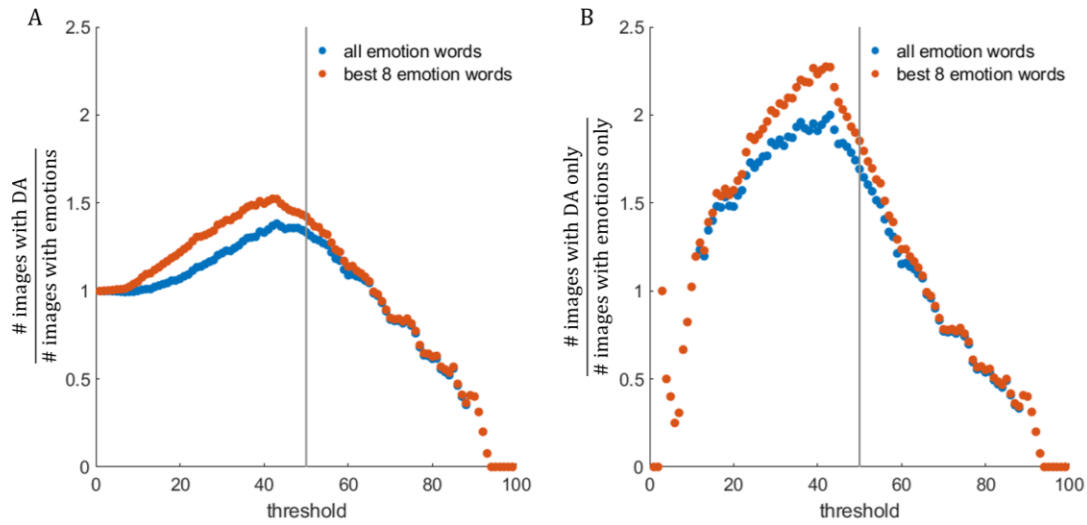 A
2.5
2
1.5
1
0.5
0
0
20
40
60
80
100
threshold
# images with DA
# images with emotions
all emotion words
best 8 emotion words
B
2.5
2
1.5
1
0.5
0
0
20
40
60
80
100
threshold
# images with DA only
# images with emotions only
all emotion words
best 8 emotion words